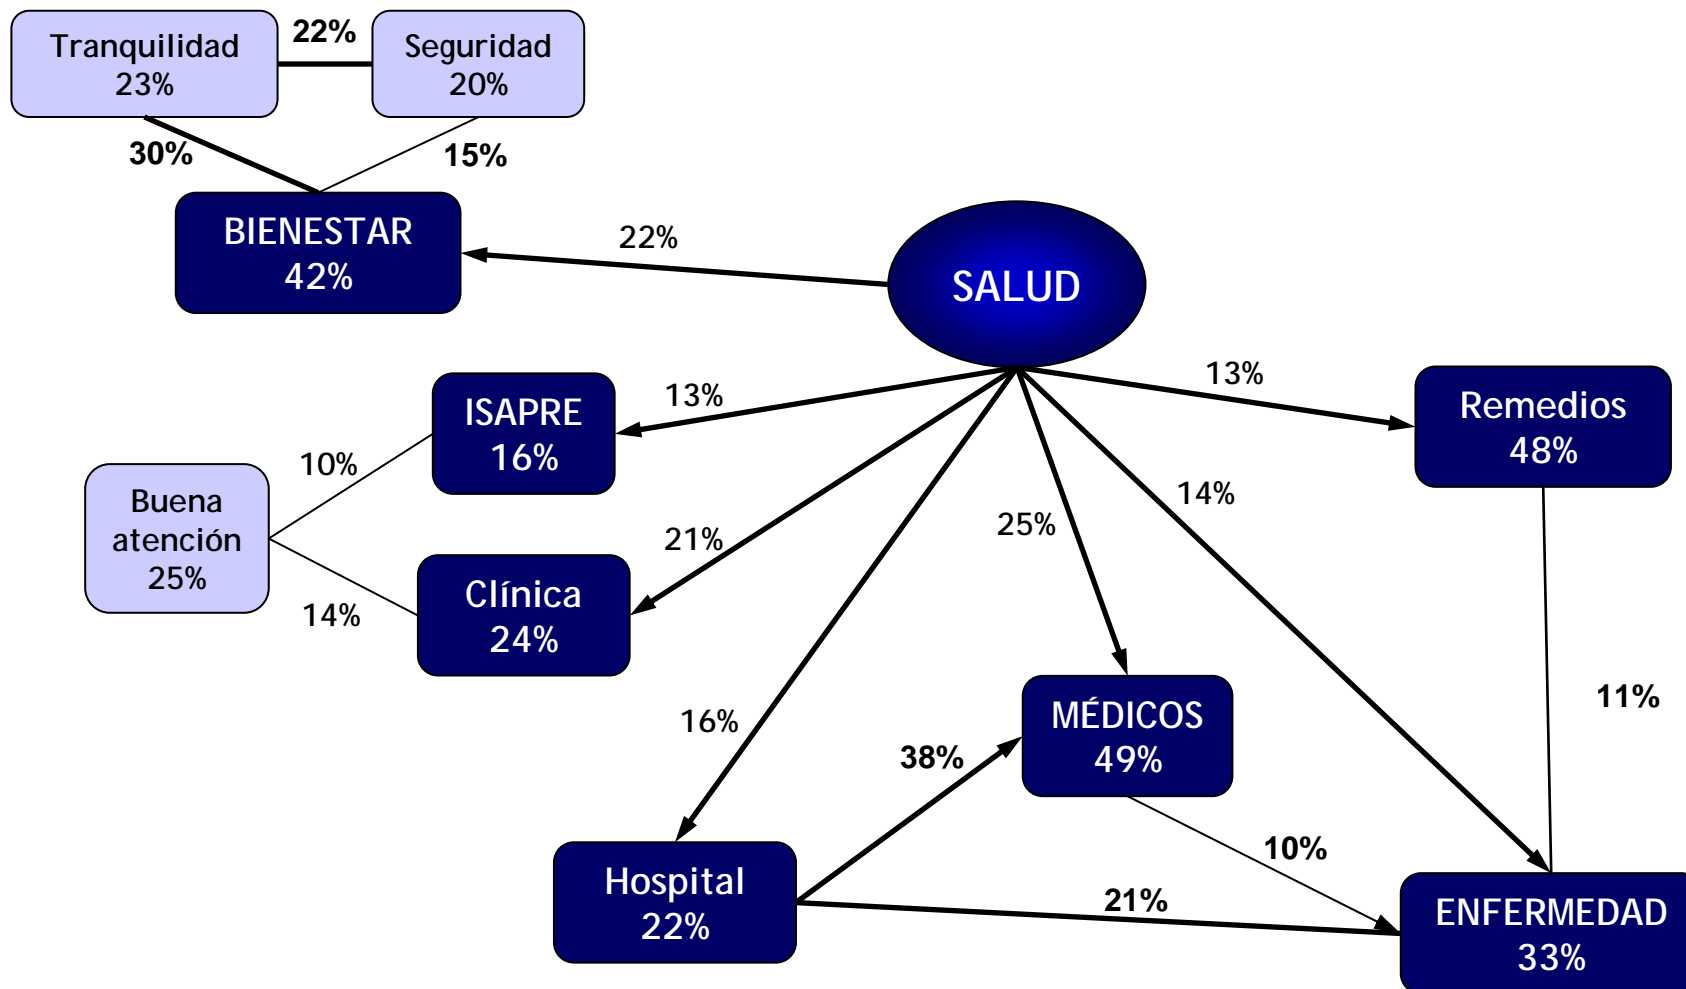 Tranquilidad
23%
22%
Seguridad
20%
30%
15%
BIENESTAR
42%
22%
SALUD
13%
ISAPRE
16%
13%
Remedios
48%
10%
Buena
atención
25%
14%
21%
Clínica
24%
25%
14%
16%
MÉDICOS
49%
11%
38%
10%
Hospital
22%
21%
ENFERMEDAD
33%